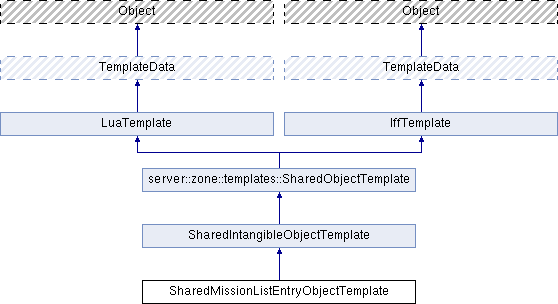 Object Object
TemplateData TemplateData
LuaTemplate IffTemplate
server::zone::templates::SharedObjectTemplate
SharedIntangibleObjectTemplate
SharedMissionListEntryObjectTemplate